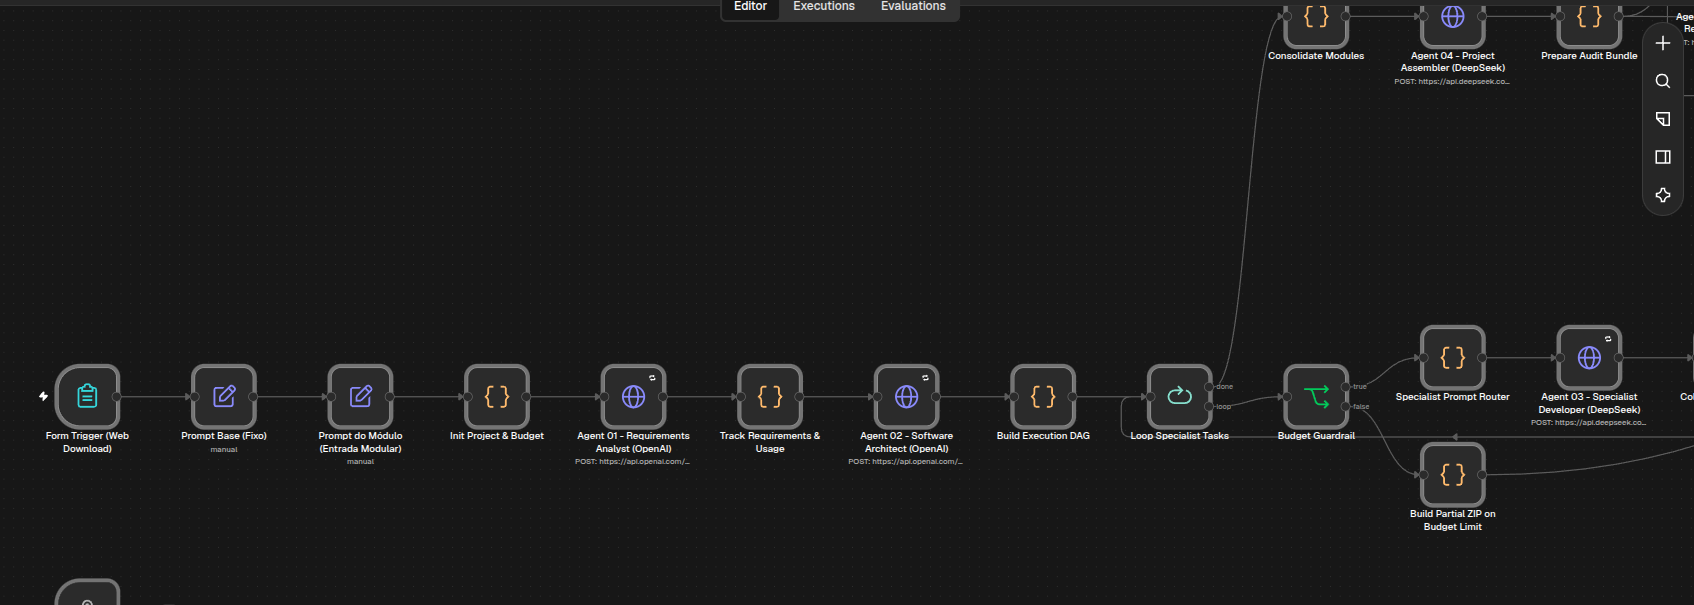 Editor
Executions
Evaluations
Consolidate Modules
Agent 04 - Project
Assembler (DeepSeek)
POST: https://api.deepseek.co...
Prepare Audit Bundle
Age
Re
T: h
Form Trigger (Web
Download)
Prompt Base (Fixo)
manual
Prompt do Módulo
(Entrada Modular)
manual
Init Project & Budget
Agent 01 - Requirements
Analyst (OpenAI)
POST: https://api.openai.com/...
Track Requirements &
Usage
Agent 02 - Software
Architect (OpenAI)
POST: https://api.openai.com/...
Build Execution DAG
done
loop
Loop Specialist Tasks
true
false
Budget Guardrail
Specialist Prompt Router
Agent 03 - Specialist
Developer (DeepSeek)
POST: https://api.deepseek.co...
Col
Build Partial ZIP on
Budget Limit